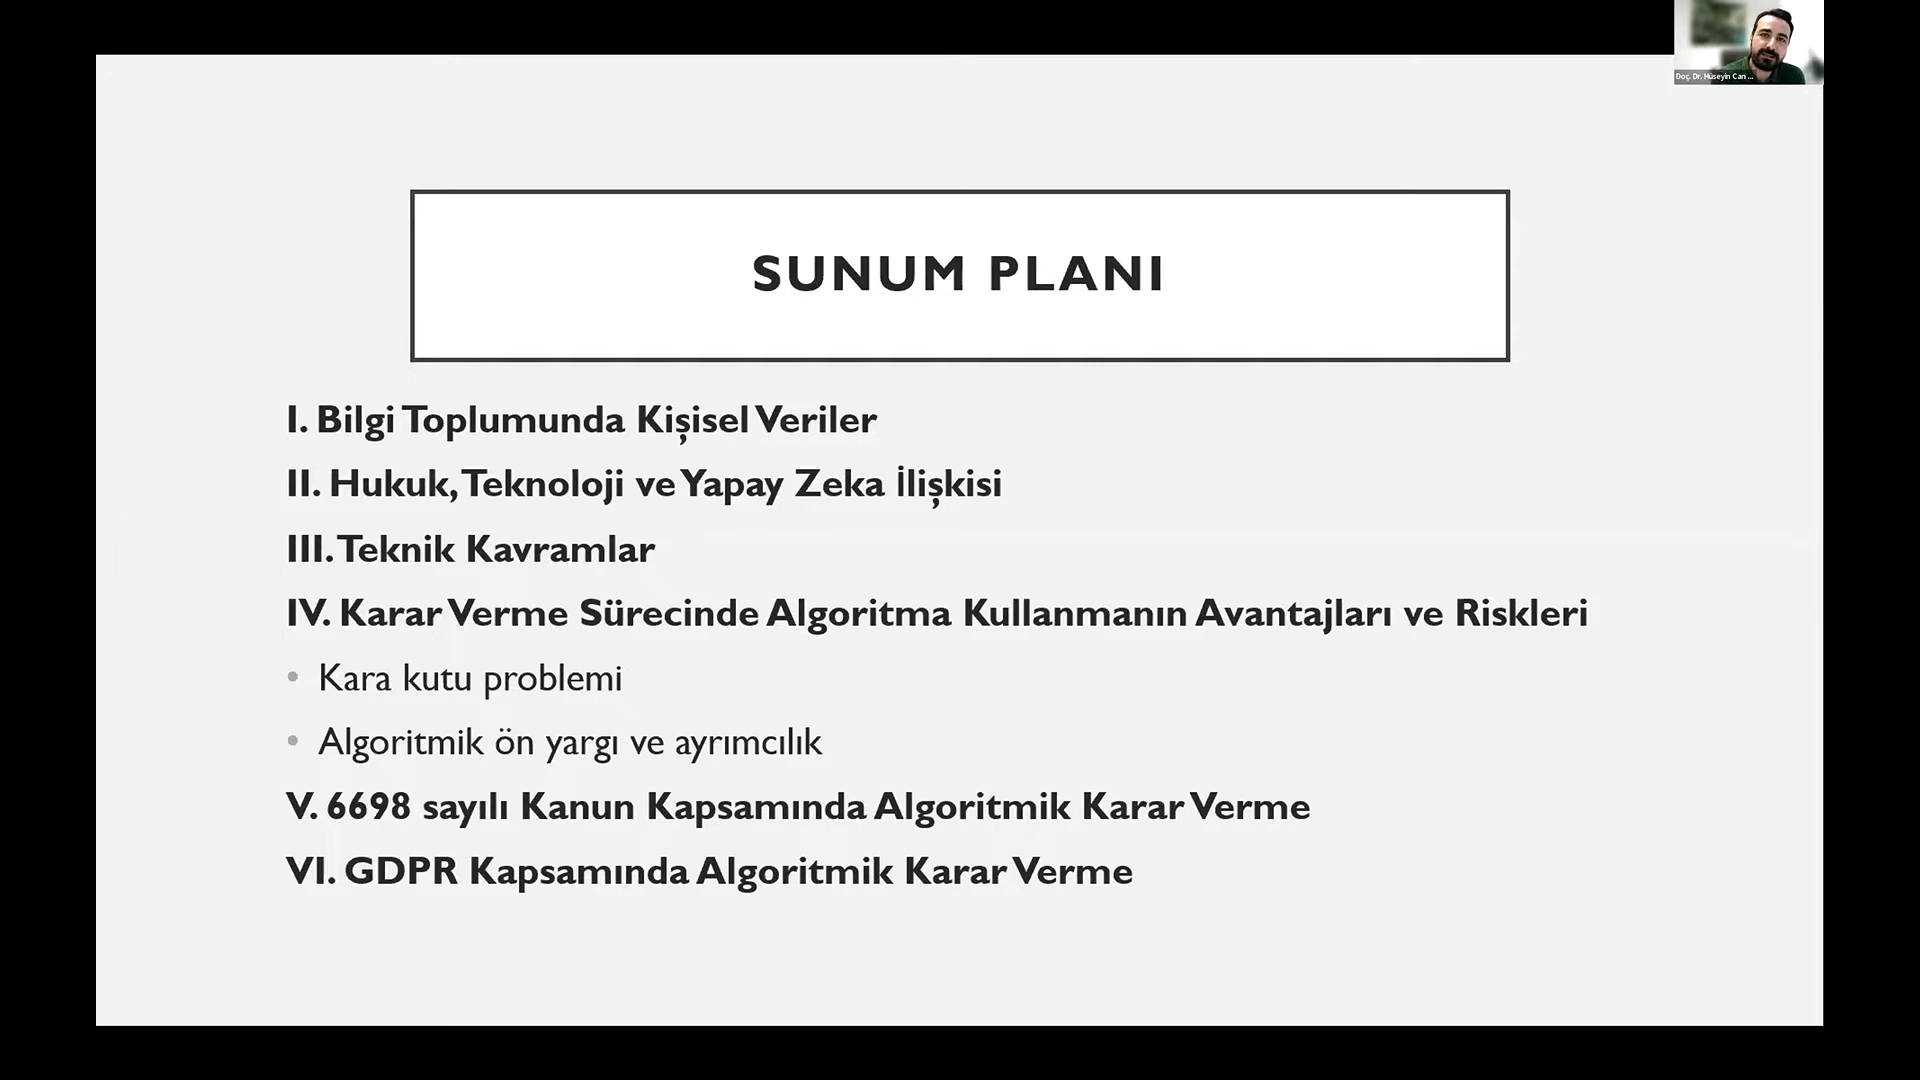 Doç. Dr. Hüseyin Can ...
SUNUM PLANI
I. Bilgi Toplumunda Kişisel Veriler
II. Hukuk, Teknoloji ve Yapay Zeka İlişkisi
III. Teknik Kavramlar
IV. Karar Verme Sürecinde Algoritma Kullanmanın Avantajları ve Riskleri
• Kara kutu problemi
• Algoritmik ön yargı ve ayrımcılık
V. 6698 sayılı Kanun Kapsamında Algoritmik Karar Verme
VI. GDPR Kapsamında Algoritmik Karar Verme